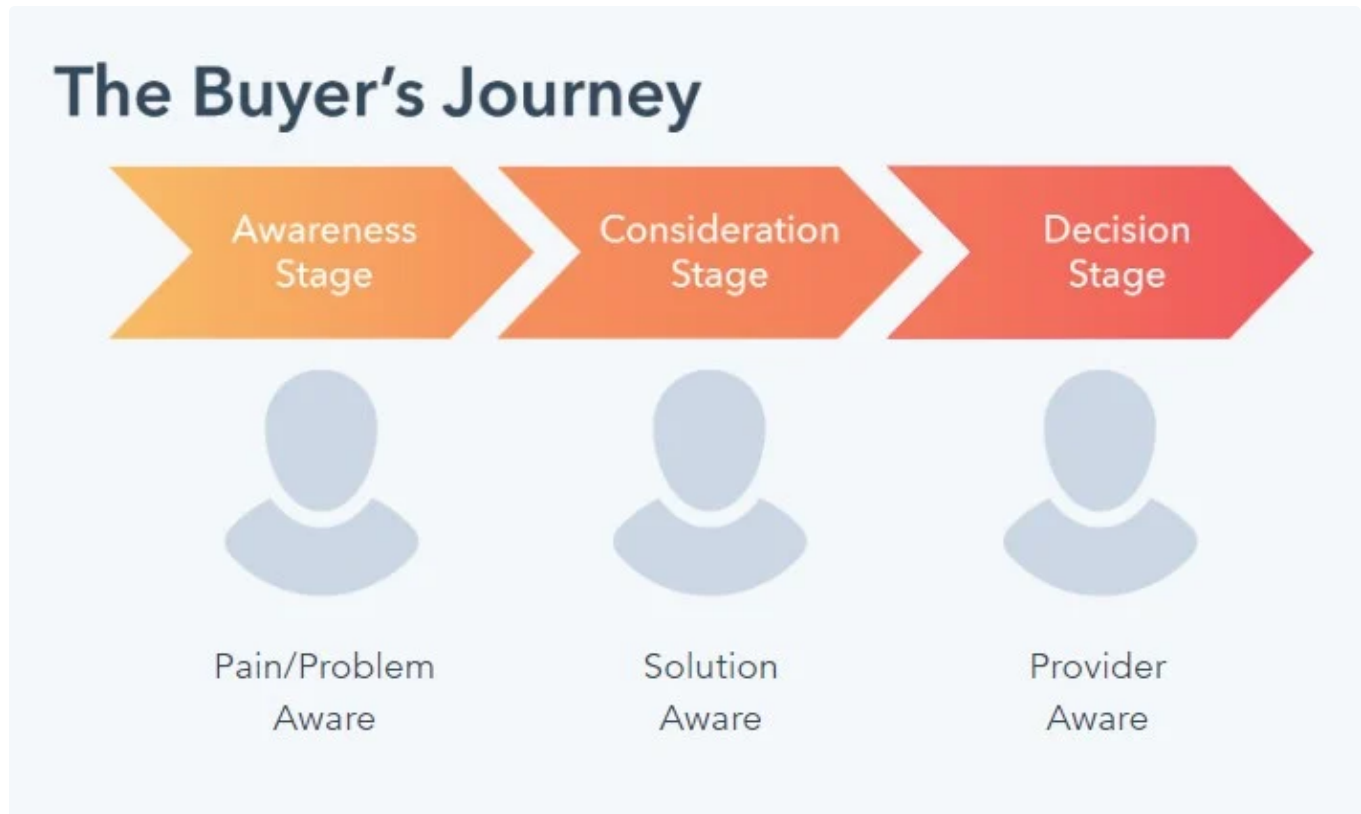 The Buyer’s Journey
Awareness
Stage
Consideration
Stage
Decision
Stage
Pain/Problem
Aware
Solution
Aware
Provider
Aware